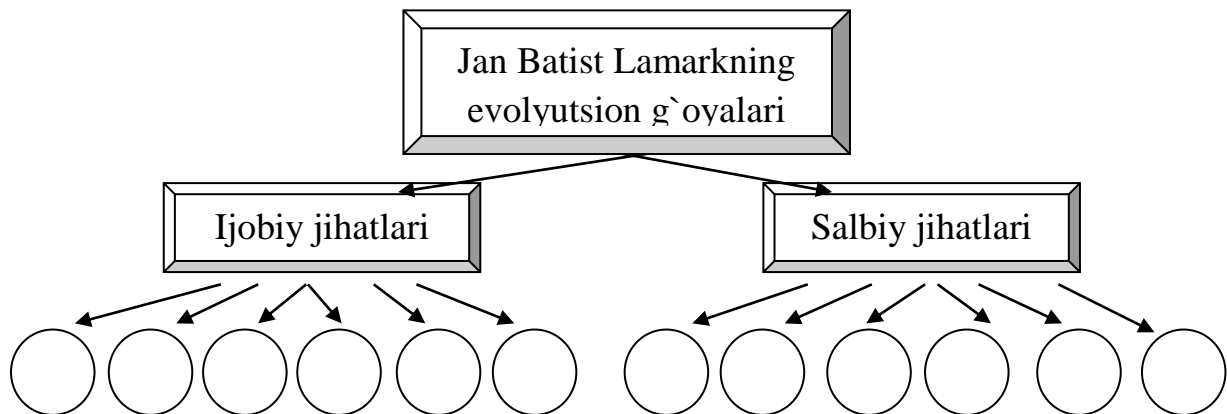 Jan Batist Lamarkning
evolyutsion g`oyalari
Ijobiy jihatlari
Salbiy jihatlari